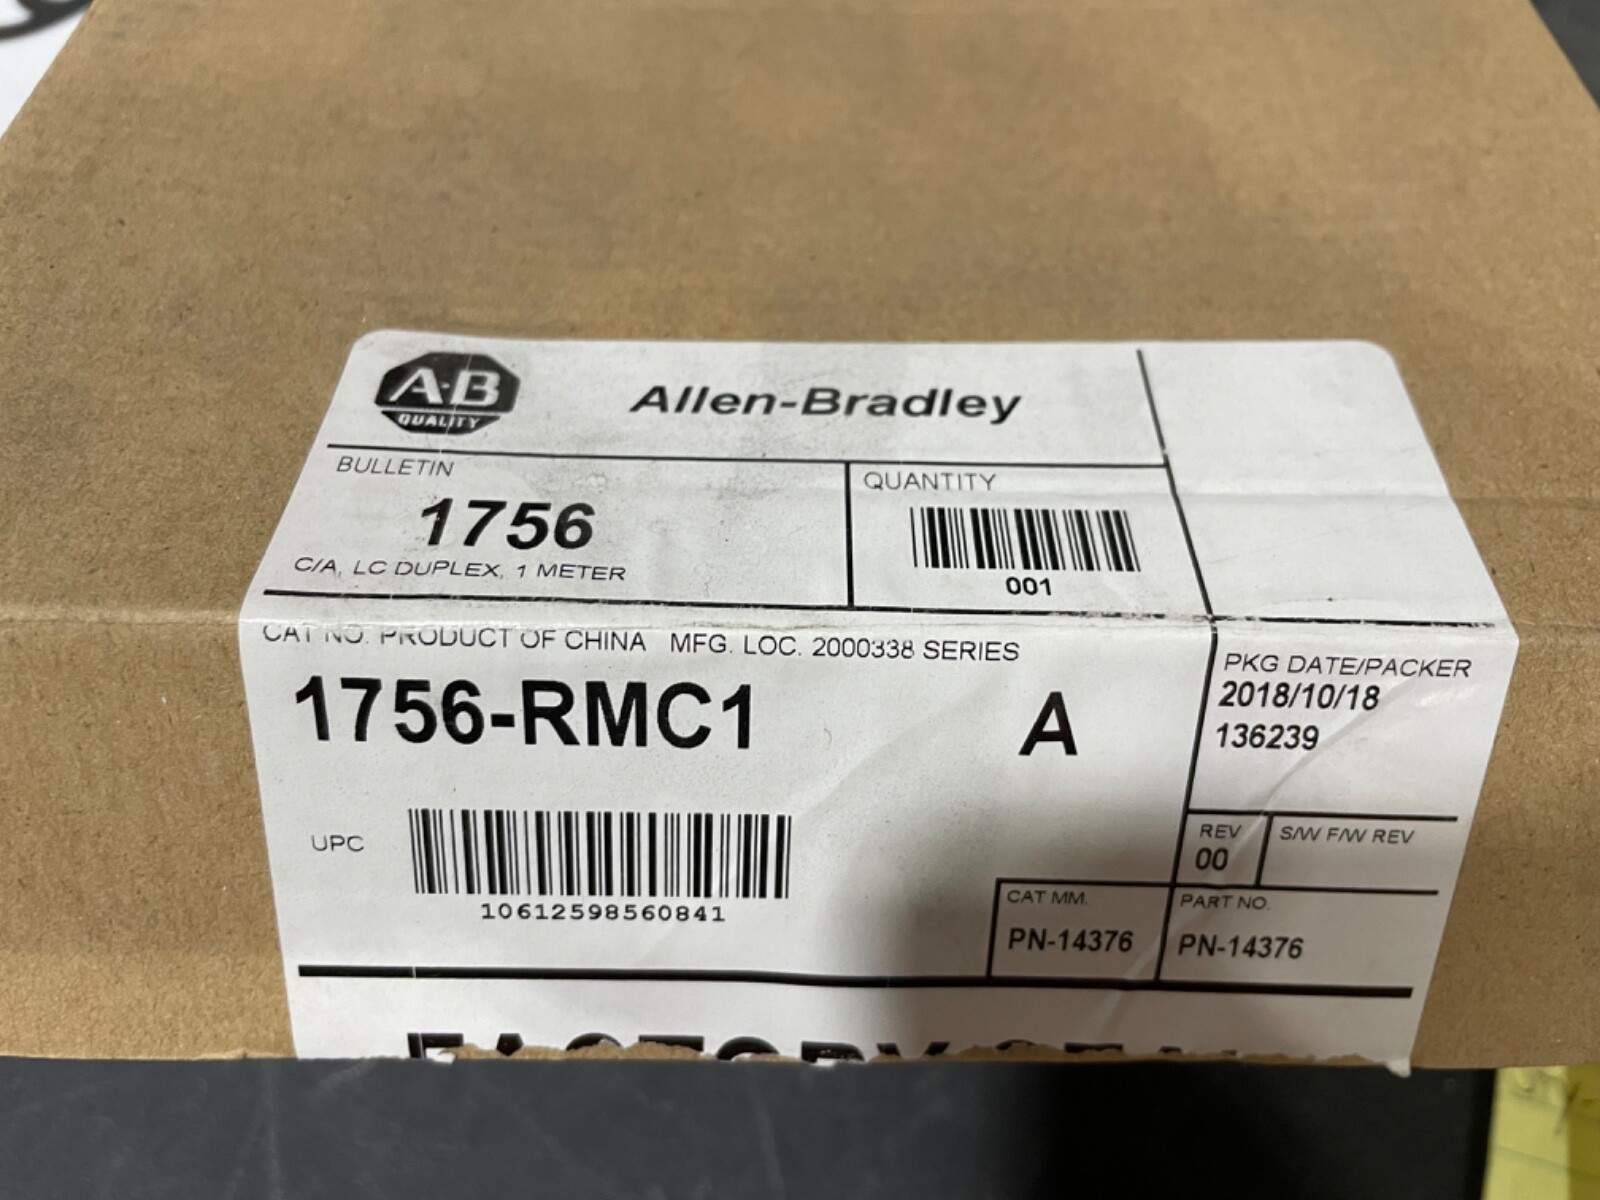 A-B
QUALITY
Allen-Bradley
BULLETIN
1756
C/A, LC DUPLEX, 1 METER
QUANTITY
001
CAT NO. PRODUCT OF CHINA MFG. LOC. 2000338 SERIES
1756-RMC1
A
PKG DATE/PACKER
2018/10/18
136239
UPC
10612598560841
REV
00
S/W F/W REV
CAT MM.
PN-14376
PART NO.
PN-14376
FACTORY